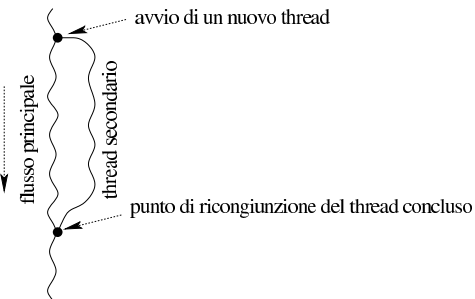 avvio di un nuovo thread
flusso principale
thread secondario
punto di ricongiunzione del thread concluso